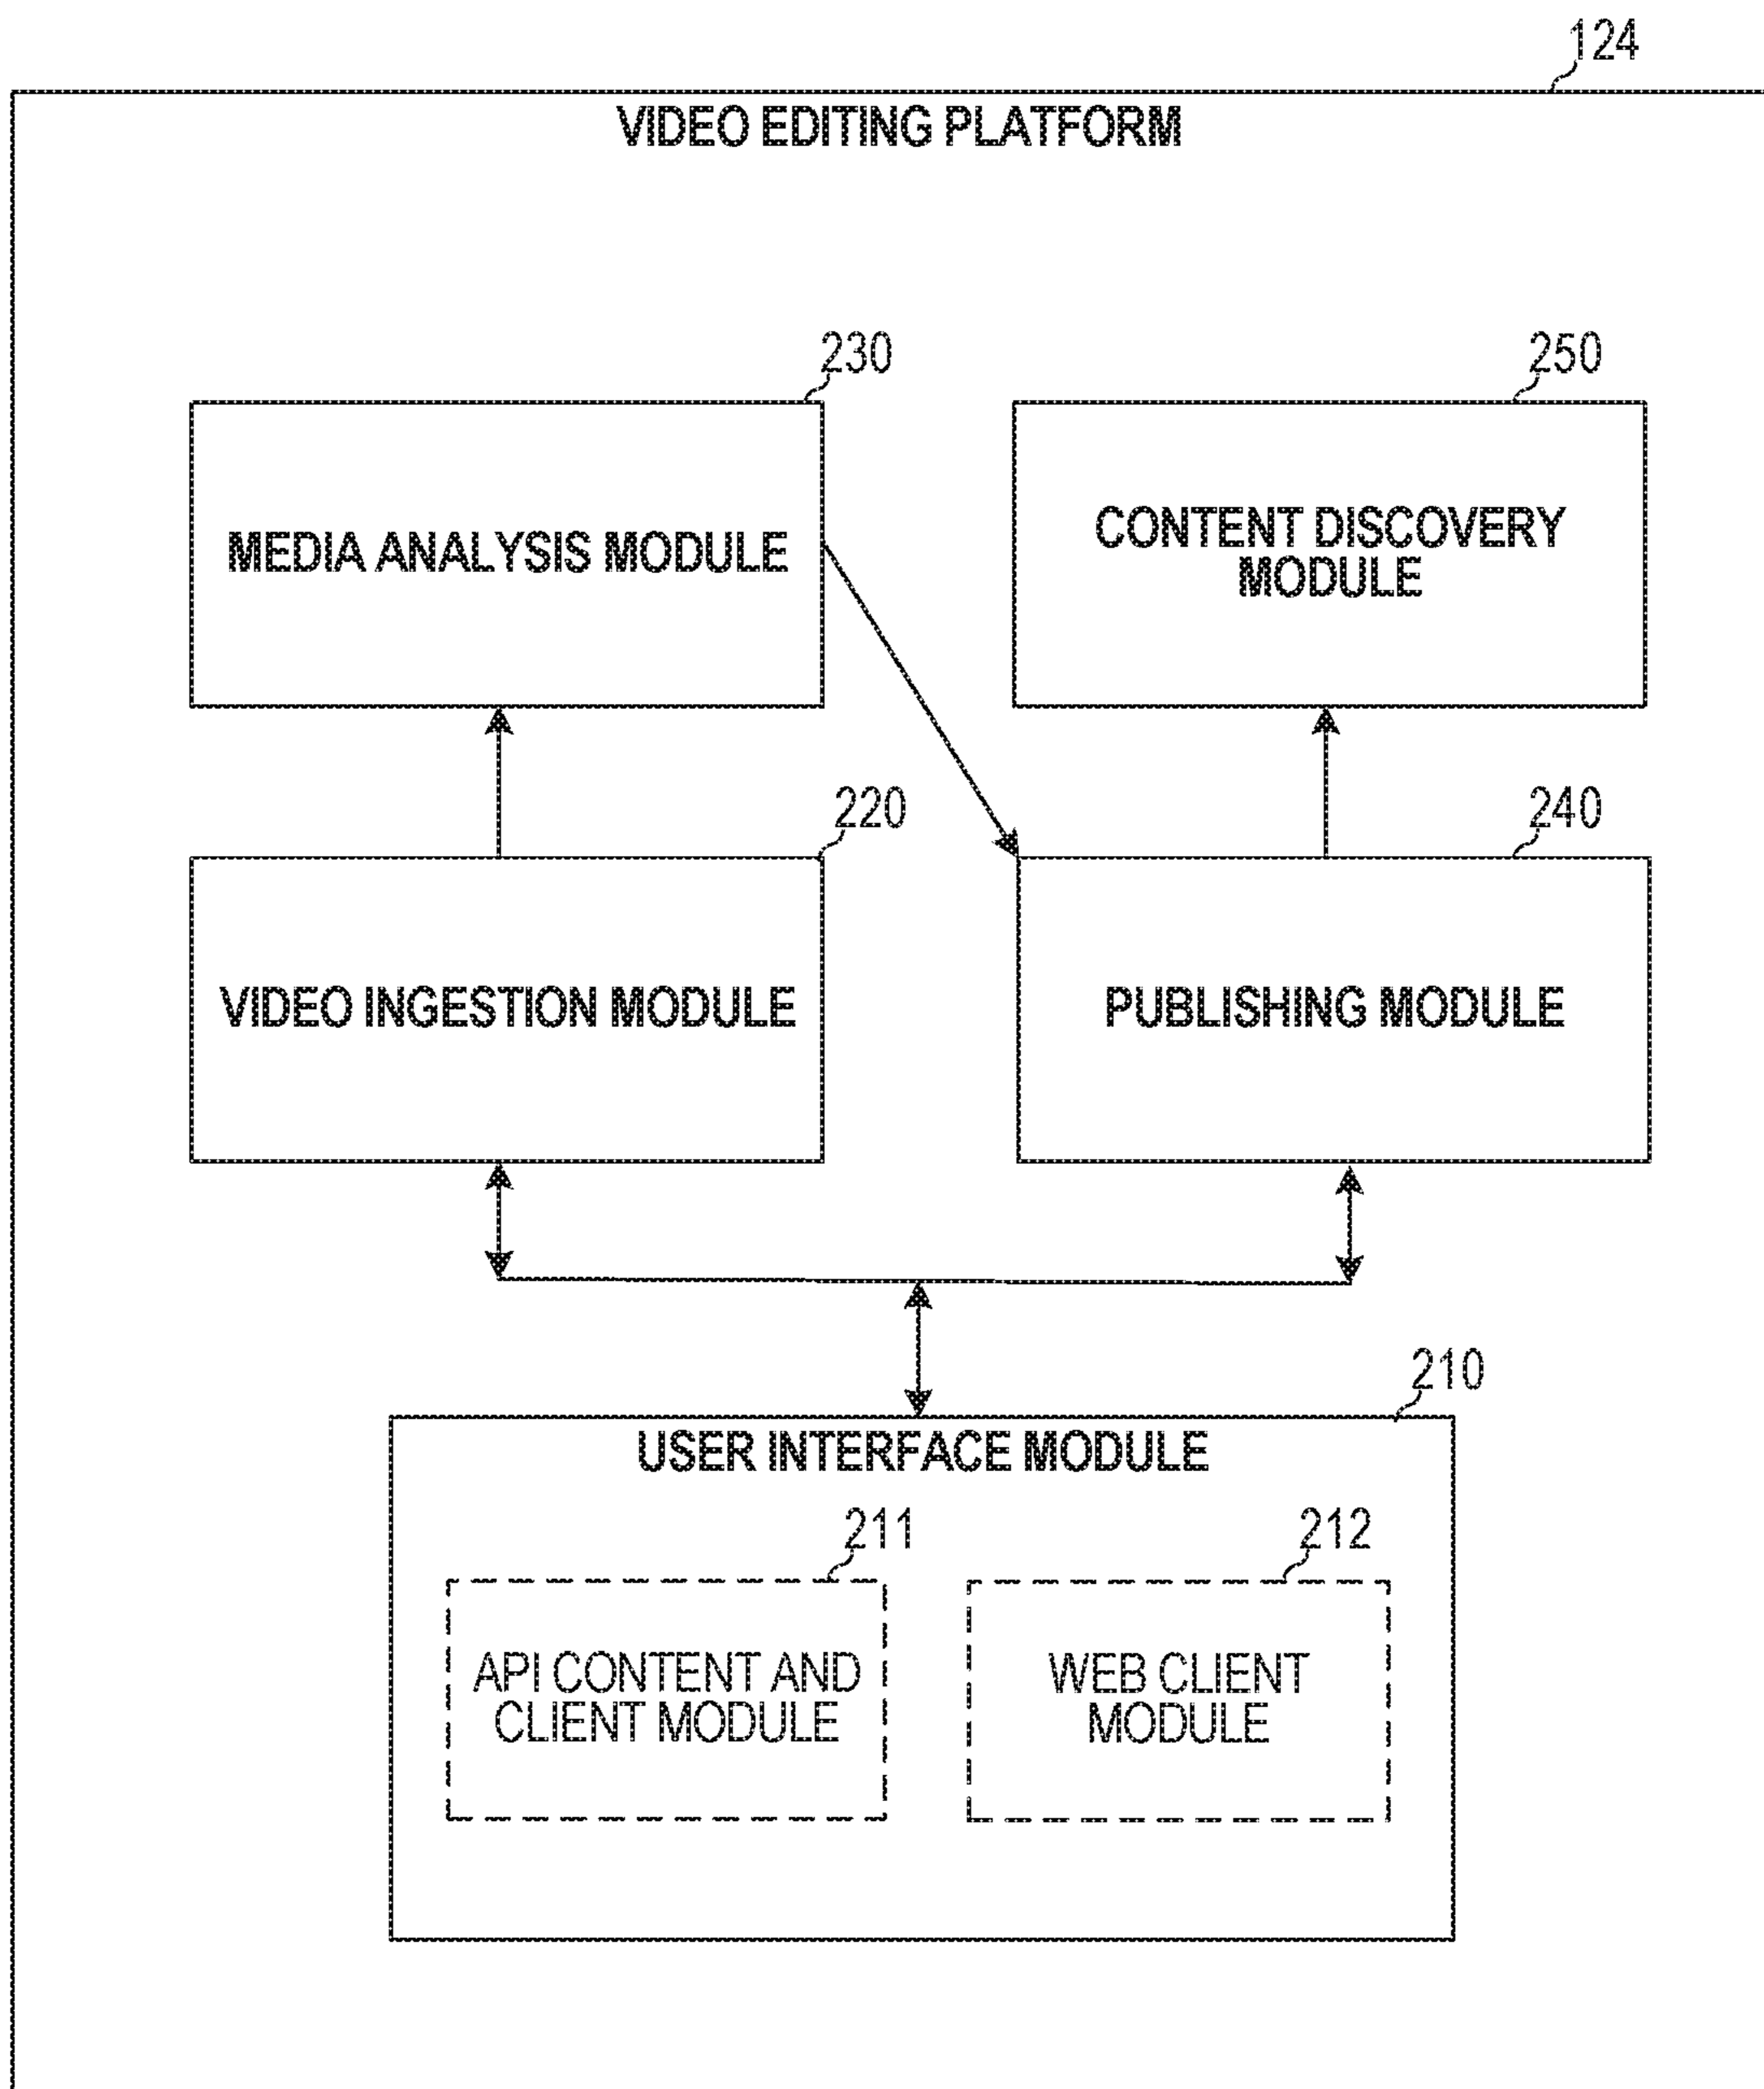 124
VIDEO EDITING PLATFORM
230
250
MEDIA ANALYSIS MODULE
CONTENT DISCOVERY
MODULE
220
240
VIDEO INGESTION MODULE
PUBLISHING MODULE
210
USER INTERFACE MODULE
211
212
API CONTENT AND
CLIENT MODULE
WEB CLIENT
MODULE